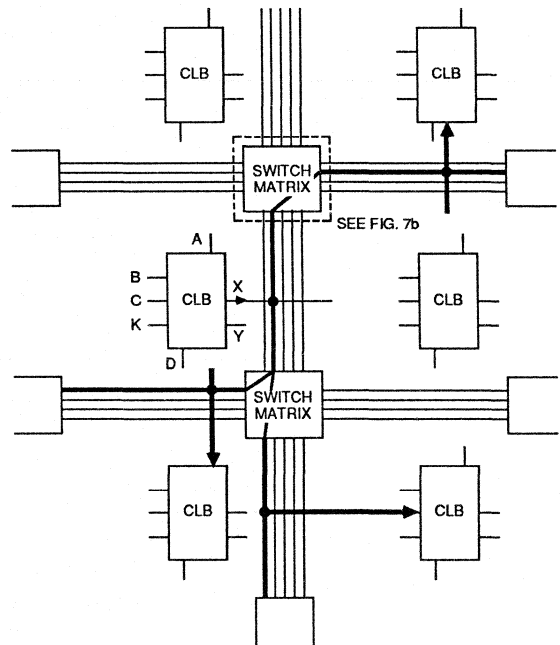 CLB
CLB
SWITCH
MATRIX
SEE FIG. 7b
A
B
C
K
CLB
X
Y
D
CLB
SWITCH
MATRIX
CLB
CLB